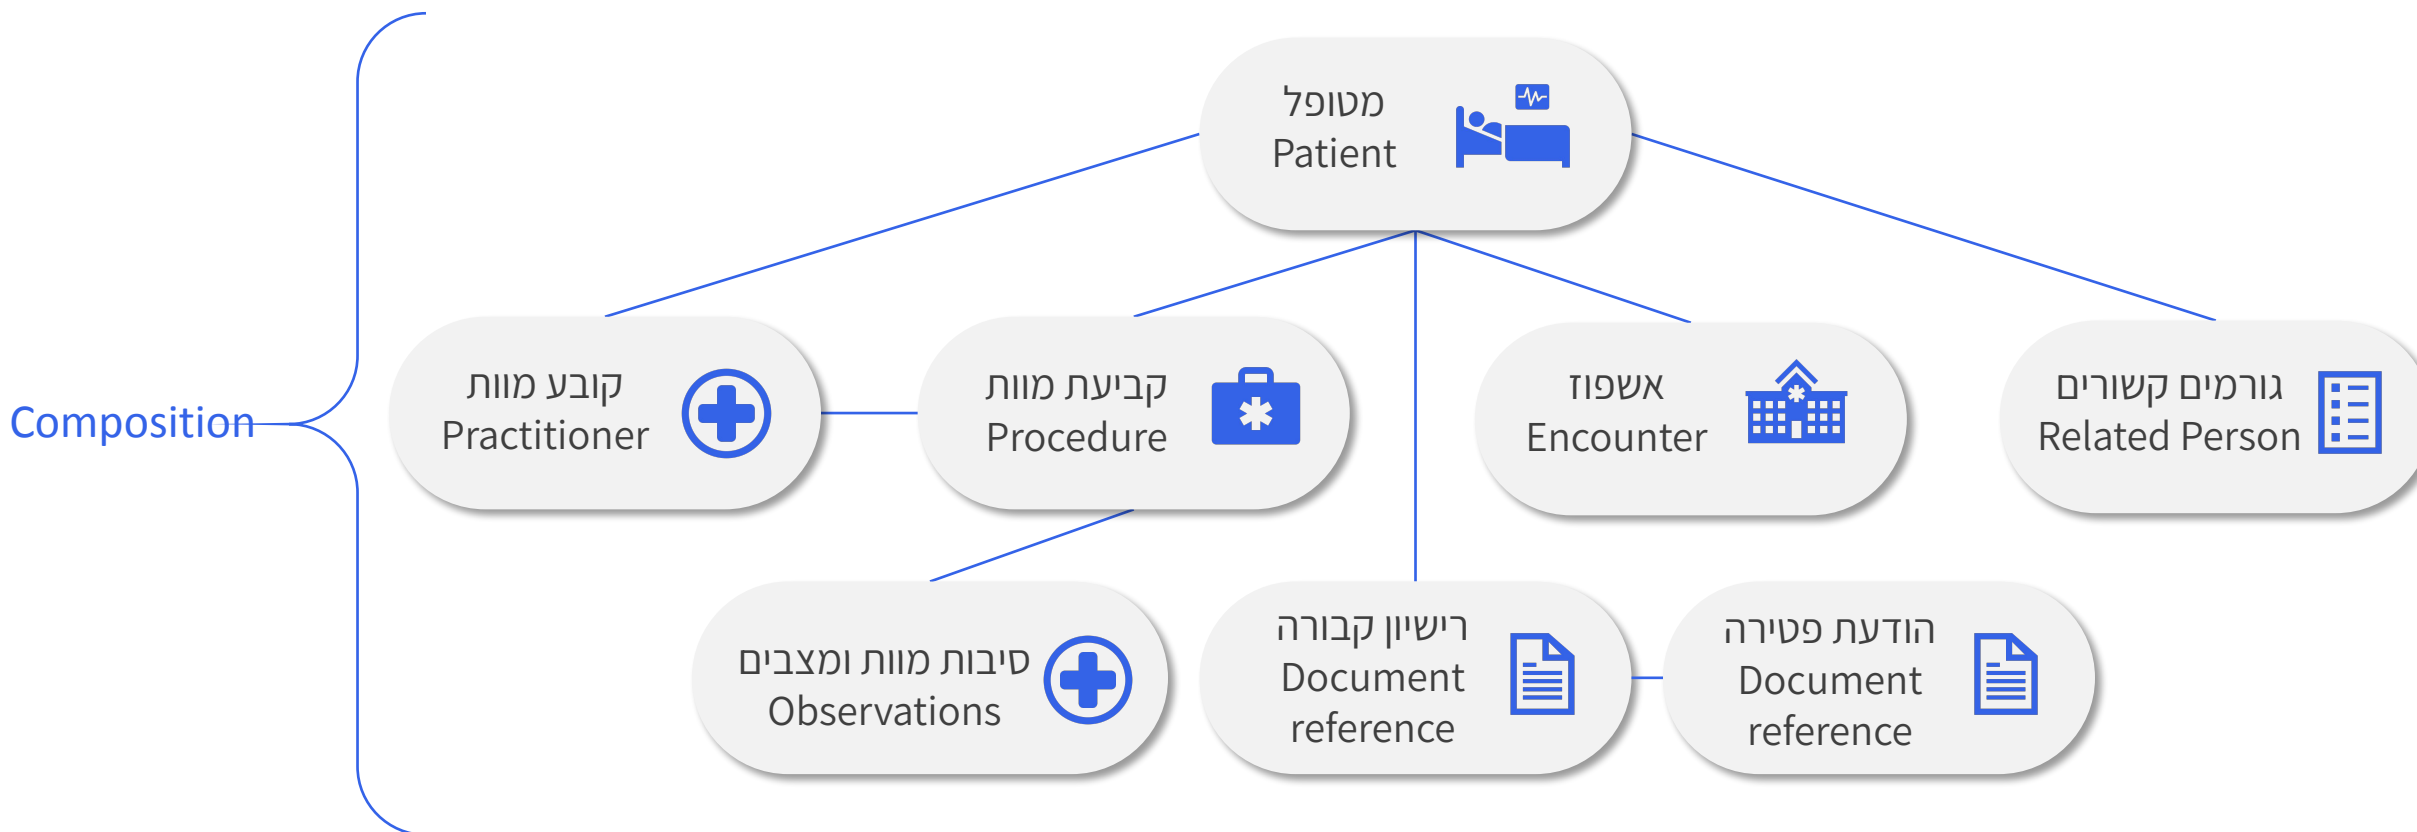 מטופל
Patient
קובע מוות
Practitioner
קביעת מוות
Procedure
אשפוז
Encounter
גורמים קשורים
Related Person
Composition
סיבות מוות ומצבים
Observations
רישיון קבורה
Document
reference
הודעת פטירה
Document
reference